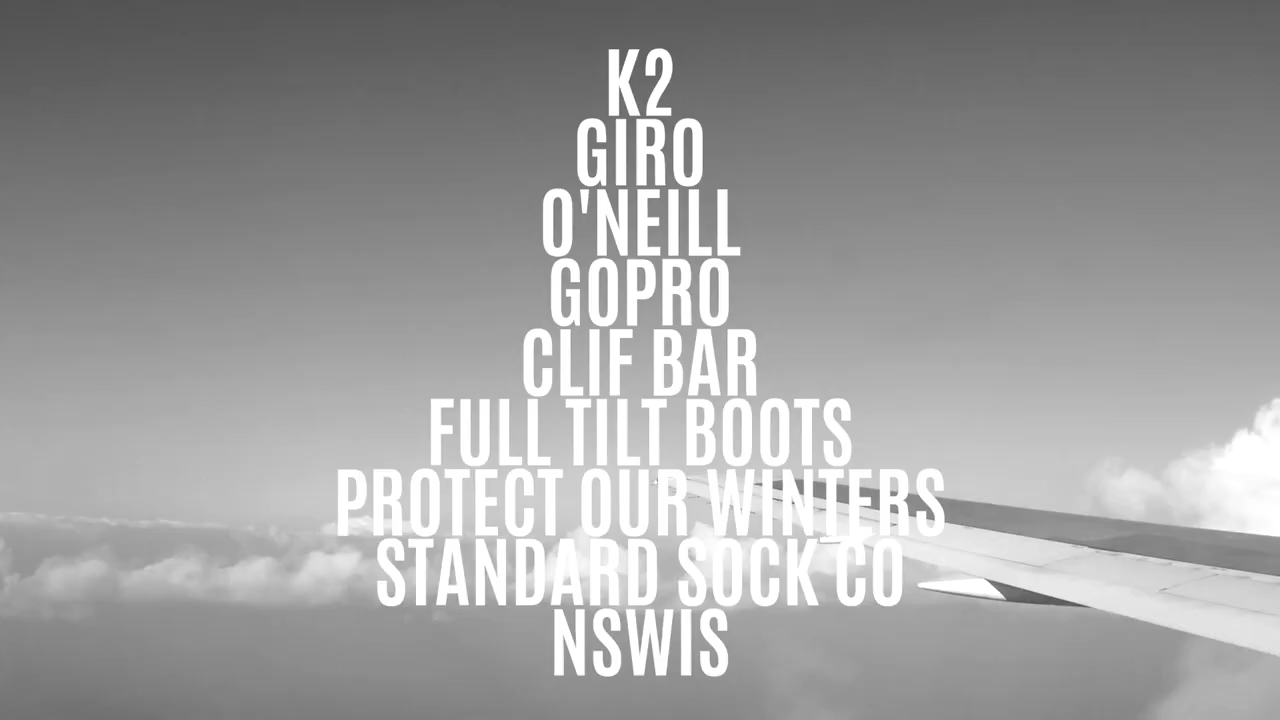 K2
GIRO
O'NEILL
GOPRO
CLIF BAR
FULL TILT BOOTS
PROTECT OUR WINTERS
STANDARD SOCK CO
NSWIS